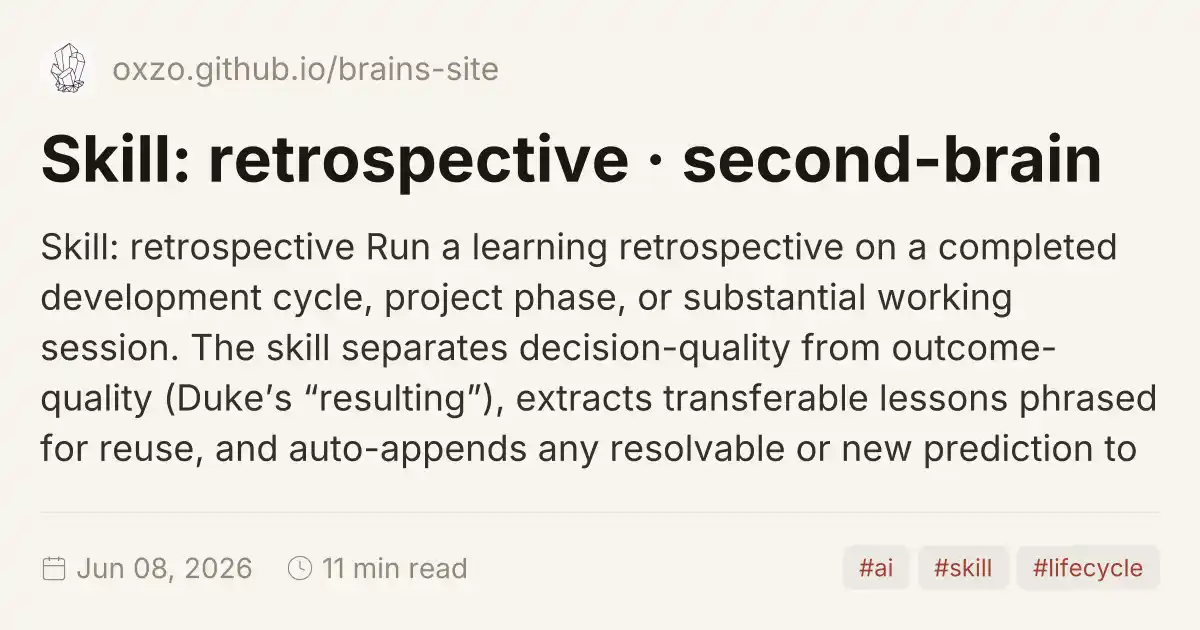 oxzo.github.io/brains-site
Skill: retrospective · second-brain
Skill: retrospective Run a learning retrospective on a completed
development cycle, project phase, or substantial working
session. The skill separates decision-quality from outcome-
quality (Duke’s “resulting”), extracts transferable lessons phrased
for reuse, and auto-appends any resolvable or new prediction to
Jun 08, 2026 11 min read #ai #skill #lifecycle